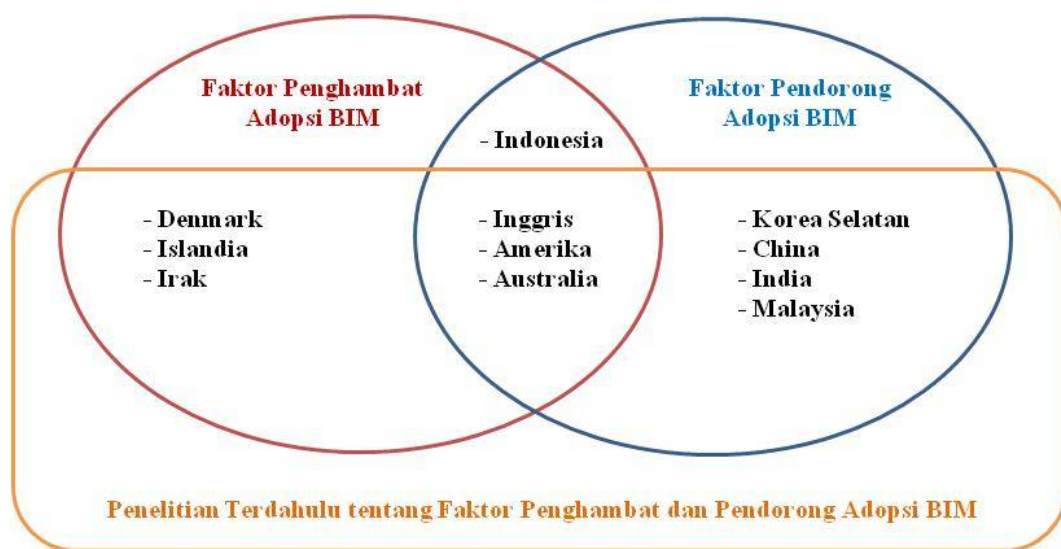 Faktor Penghambat
Adopsi BIM
Faktor Pendorong
Adopsi BIM
- Indonesia
- Denmark
- Islandia
- Irak
- Inggris
- Amerika
- Australia
- Korea Selatan
- China
- India
- Malaysia
Penelitian Terdahulu tentang Faktor Penghambat dan Pendorong Adopsi BIM